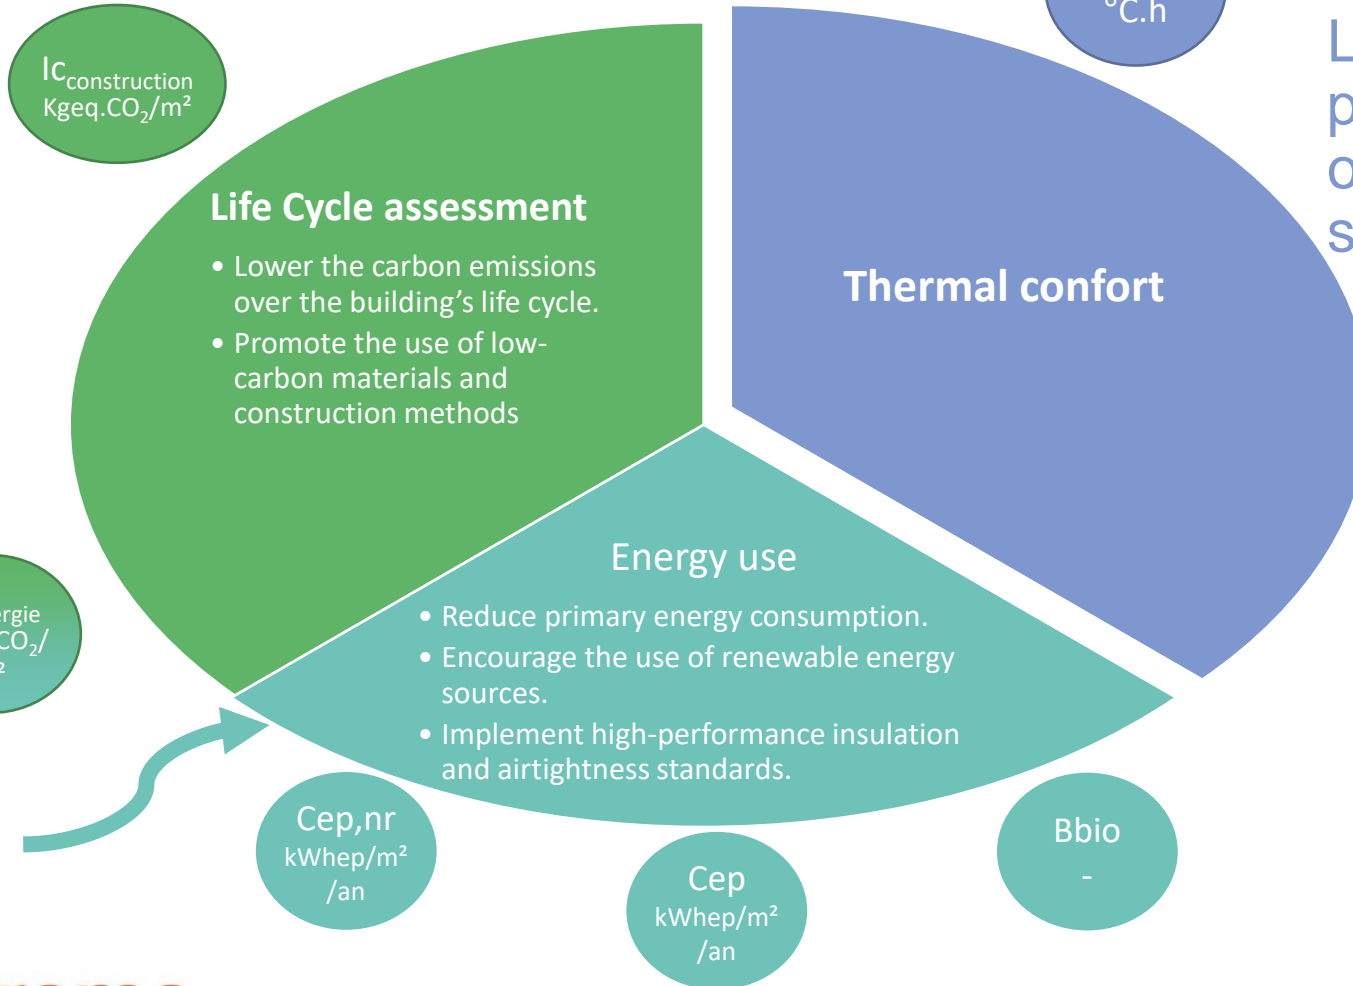 °C.h
Ic construction
Kgeq.CO₂/m²
Life Cycle assessment
• Lower the carbon emissions
over the building’s life cycle.
• Promote the use of low-
carbon materials and
construction methods
Thermal confort
Energy use
• Reduce primary energy consumption.
• Encourage the use of renewable energy
sources.
• Implement high-performance insulation
and airtightness standards.
CO₂/
Cep,nr
kWhep/m²
/an
Cep
kWhep/m²
/an
Bbio
-